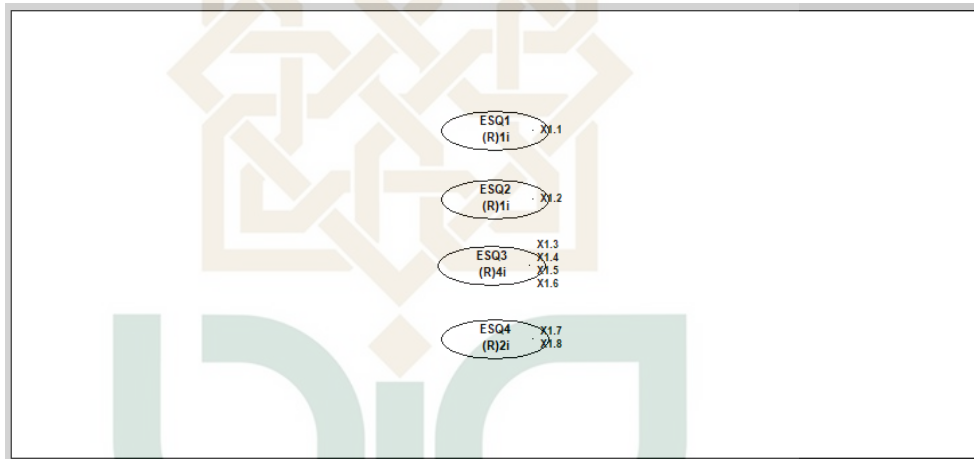 ESQ1
(R)1i
X1.1
ESQ2
(R)1i
X1.2
ESQ3
(R)4i
X1.3
X1.4
X1.5
X1.6
ESQ4
(R)2i
X1.7
X1.8